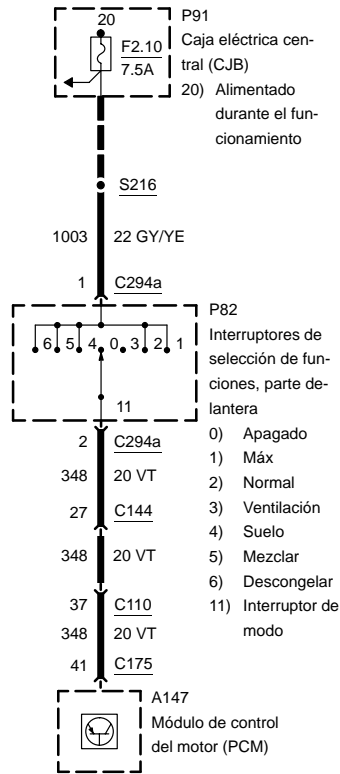 20
F2.10
7.5A
P91
Caja eléctrica cen-
tral (CJB)
20) Alimentado
durante el fun-
cionamiento
S216
1003 22 GY/YE
1 C294a
6 5 4 0 3 2 1
11
P82
Interruptores de
selección de fun-
ciones, parte de-
lantera
0) Apagado
1) Máx
2) Normal
3) Ventilación
4) Suelo
5) Mezclar
6) Descongelar
11) Interruptor de
modo
2 C294a
348 20 VT
27 C144
348 20 VT
37 C110
348 20 VT
41 C175
A147
Módulo de control
del motor (PCM)